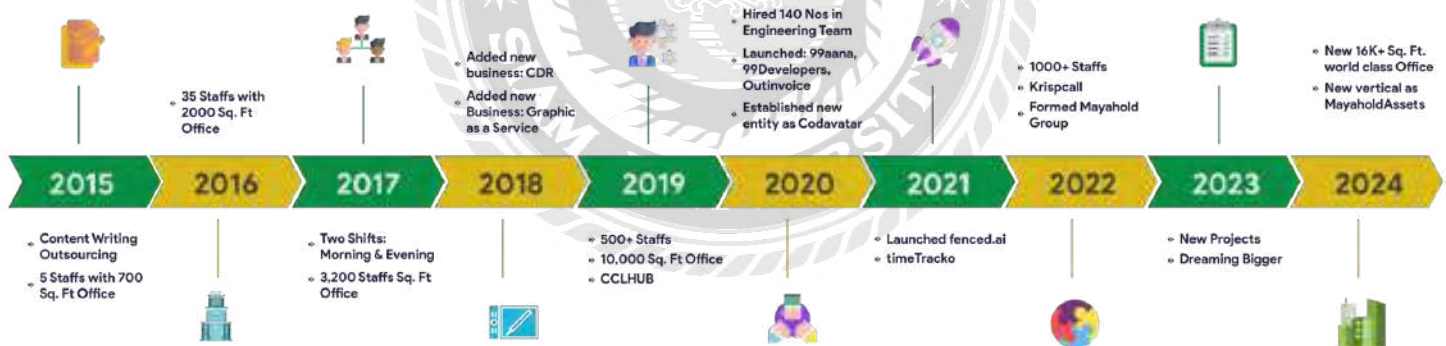 35 Staffs with
2000 Sq. Ft
Office
Added new
business: CDR
Added new
Business: Graphic
as a Service
Hired 140 Nos in
Engineering Team
Launched: 99aana,
99Developers,
Outinvoice
Established new
entity as Codavatar
1000+ Staffs
Krispcall
Formed Mayahold
Group
New 16K+ Sq. Ft.
world class Office
New vertical as
MayaholdAssets
2015
2016
2017
2018
2019
2020
2021
2022
2023
2024
Content Writing
Outsourcing
5 Staffs with 700
Sq. Ft Office
Two Shifts:
Morning & Evening
3,200 Staffs Sq. Ft
Office
500+ Staffs
10,000 Sq. Ft Office
CCLHUB
Launched fenced.ai
timeTracko
New Projects
Dreaming Bigger